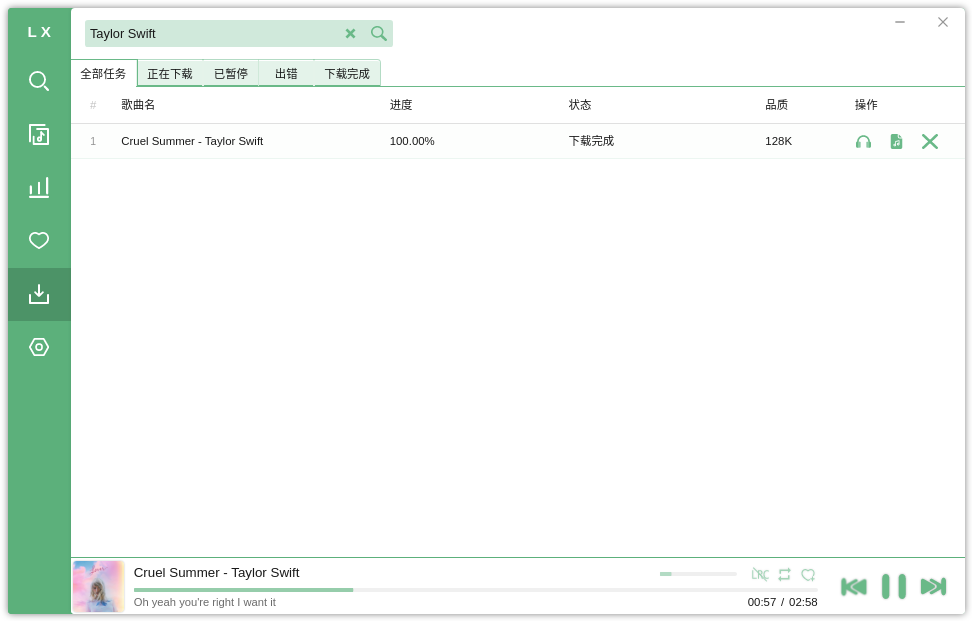 L X
Taylor Swift
全部任务 正在下载 已暂停 出错 下载完成
# 歌曲名 进度 状态 品质 操作
1 Cruel Summer - Taylor Swift 100.00% 下载完成 128K
Cruel Summer - Taylor Swift
LRC
Oh yeah you're right I want it
00:57 / 02:58